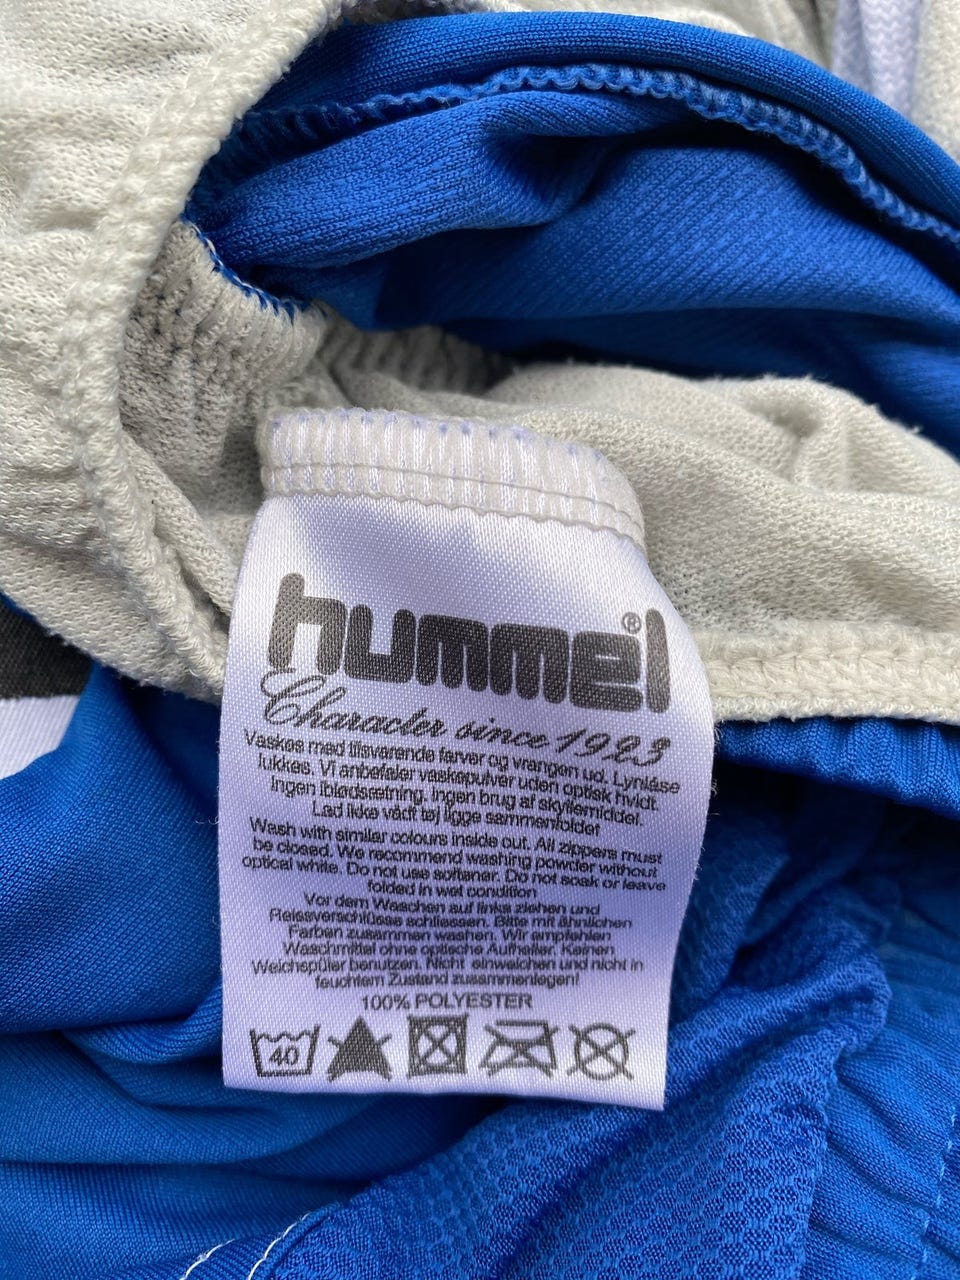 hummel®
Character since 1923
Vaskes med tilsvarende farver og vrangen ud. Lynlåse
lukkes. Vi anbefaler vaskepulver uden optisk hvidt.
Ingen iblødsætning. Ingen brug af skyllemiddel.
Lad ikke vådt tøj ligge sammenfoldet
Wash with similar colours inside out. All zippers must
be closed. We recommend washing powder without
optical white. Do not use softener. Do not soak or leave
folded in wet condition
Vor dem Waschen auf links ziehen und
Reissverschlüsse schliessen. Bitte mit ähnlichen
Farben zusammen washen. Wir empfehlen
Waschmittel ohne optische Aufheller. Keinen
Weichspüler benutzen. Nicht einweichen und nicht in
feuchtem Zustand zusammenlegen!
100% POLYESTER
40